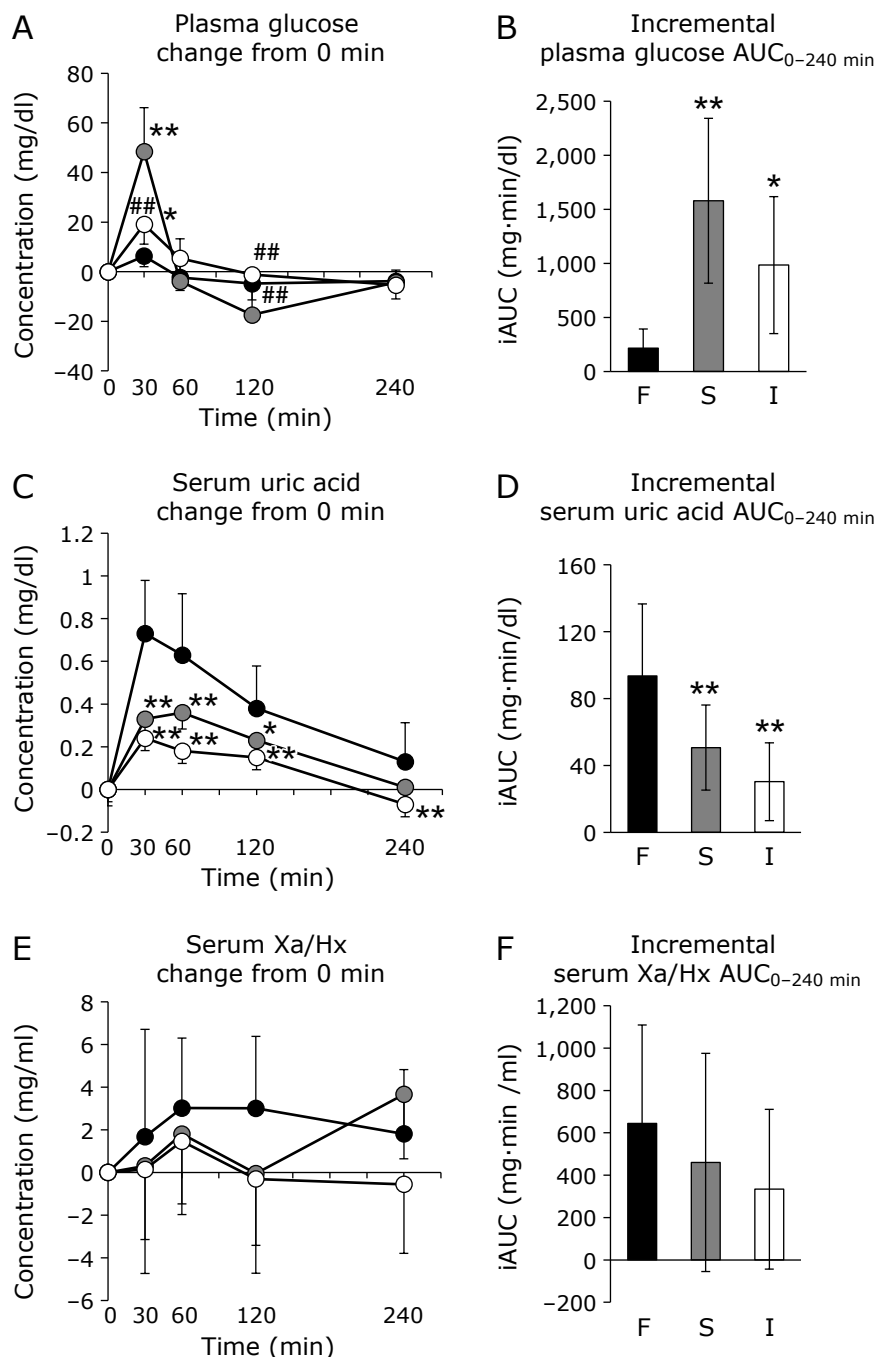 A
Plasma glucose
change from 0 min
Concentration (mg/dl)
80
60
40
20
0
−20
−40
**
##
*
##
##
0 30 60 120 240
Time (min)
B
Incremental
plasma glucose AUC0–240 min
iAUC (mg·min/dl)
2,500
2,000
1,500
1,000
500
0
**
*
F S I
C
Serum uric acid
change from 0 min
Concentration (mg/dl)
1.2
1
0.8
0.6
0.4
0.2
0
−0.2
**
**
*
**
**
**
**
0 30 60 120 240
Time (min)
D
Incremental
serum uric acid AUC0–240 min
iAUC (mg·min/dl)
160
120
80
40
0
**
**
F S I
E
Serum Xa/Hx
change from 0 min
Concentration (mg/ml)
8
6
4
2
0
−2
−4
−6
0 30 60 120 240
Time (min)
F
Incremental
serum Xa/Hx AUC0–240 min
iAUC (mg·min /ml)
1,200
1,000
800
600
400
200
0
−200
F S I